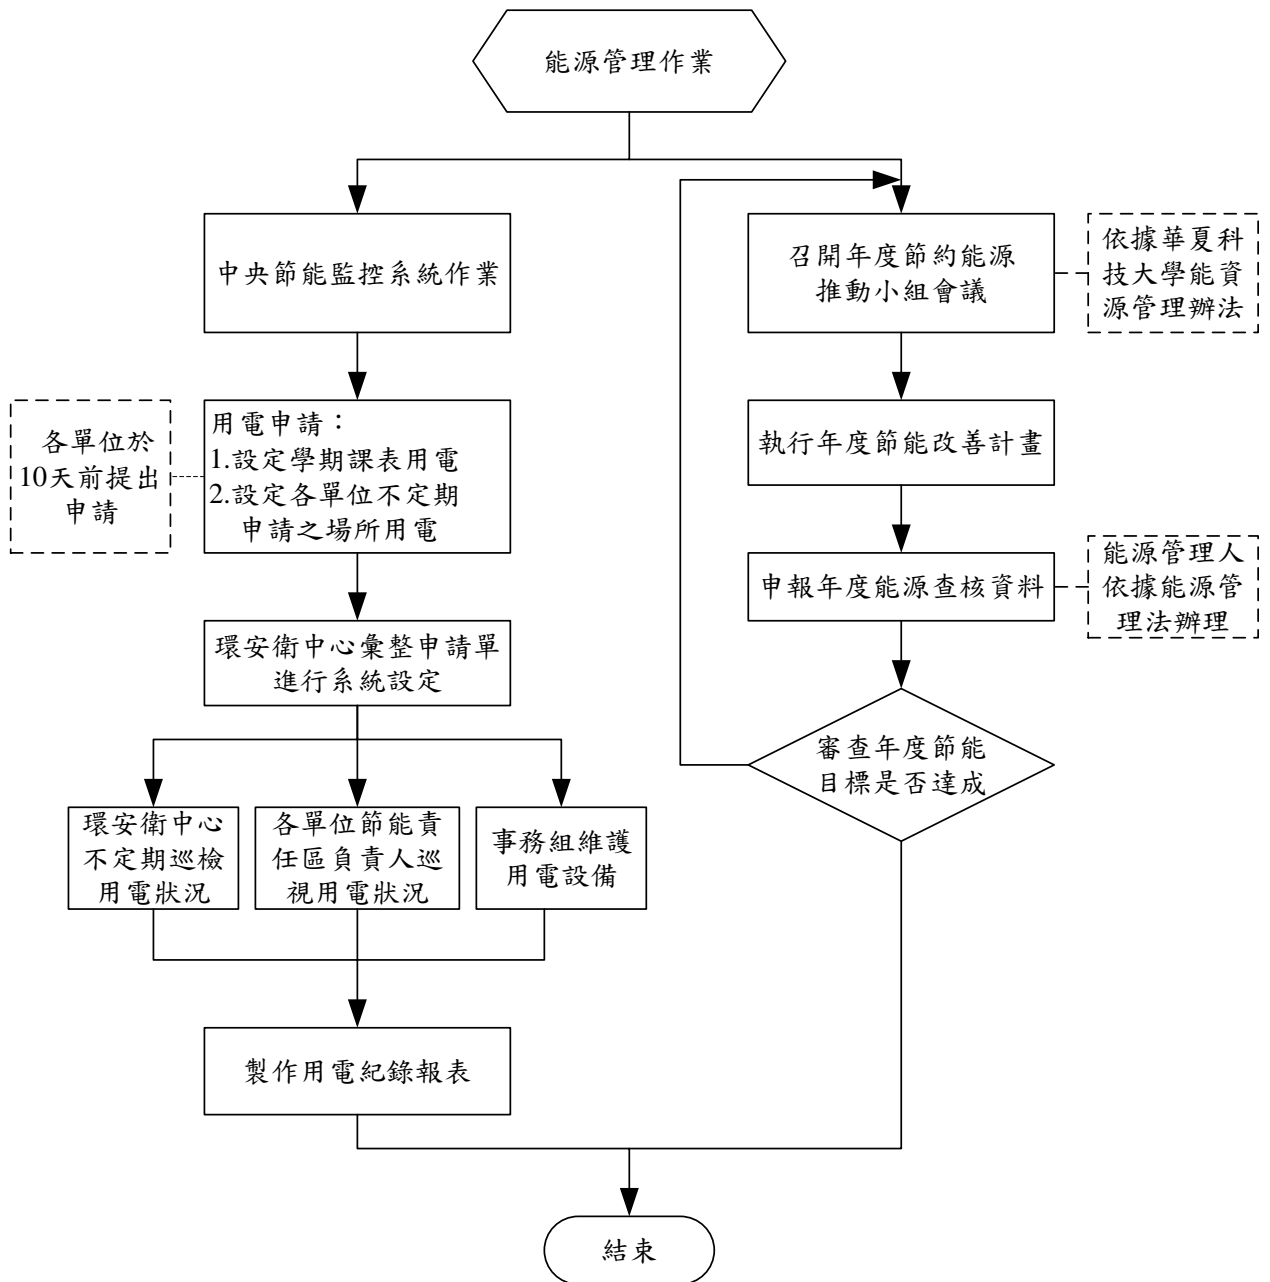 能源管理作業
中央節能監控系統作業
各單位於
10天前提出
申請
用電申請：
1.設定學期課表用電
2.設定各單位不定期
申請之場所用電
環安衛中心彙整申請單
進行系統設定
環安衛中心
不定期巡檢
用電狀況
各單位節能責
任區負責人巡
視用電狀況
事務組維護
用電設備
製作用電紀錄報表
召開年度節約能源
推動小組會議
依據華夏科
技大學能資
源管理辦法
執行年度節能改善計畫
申報年度能源查核資料
能源管理人
依據能源管
理法辦理
審查年度節能
目標是否達成
結束